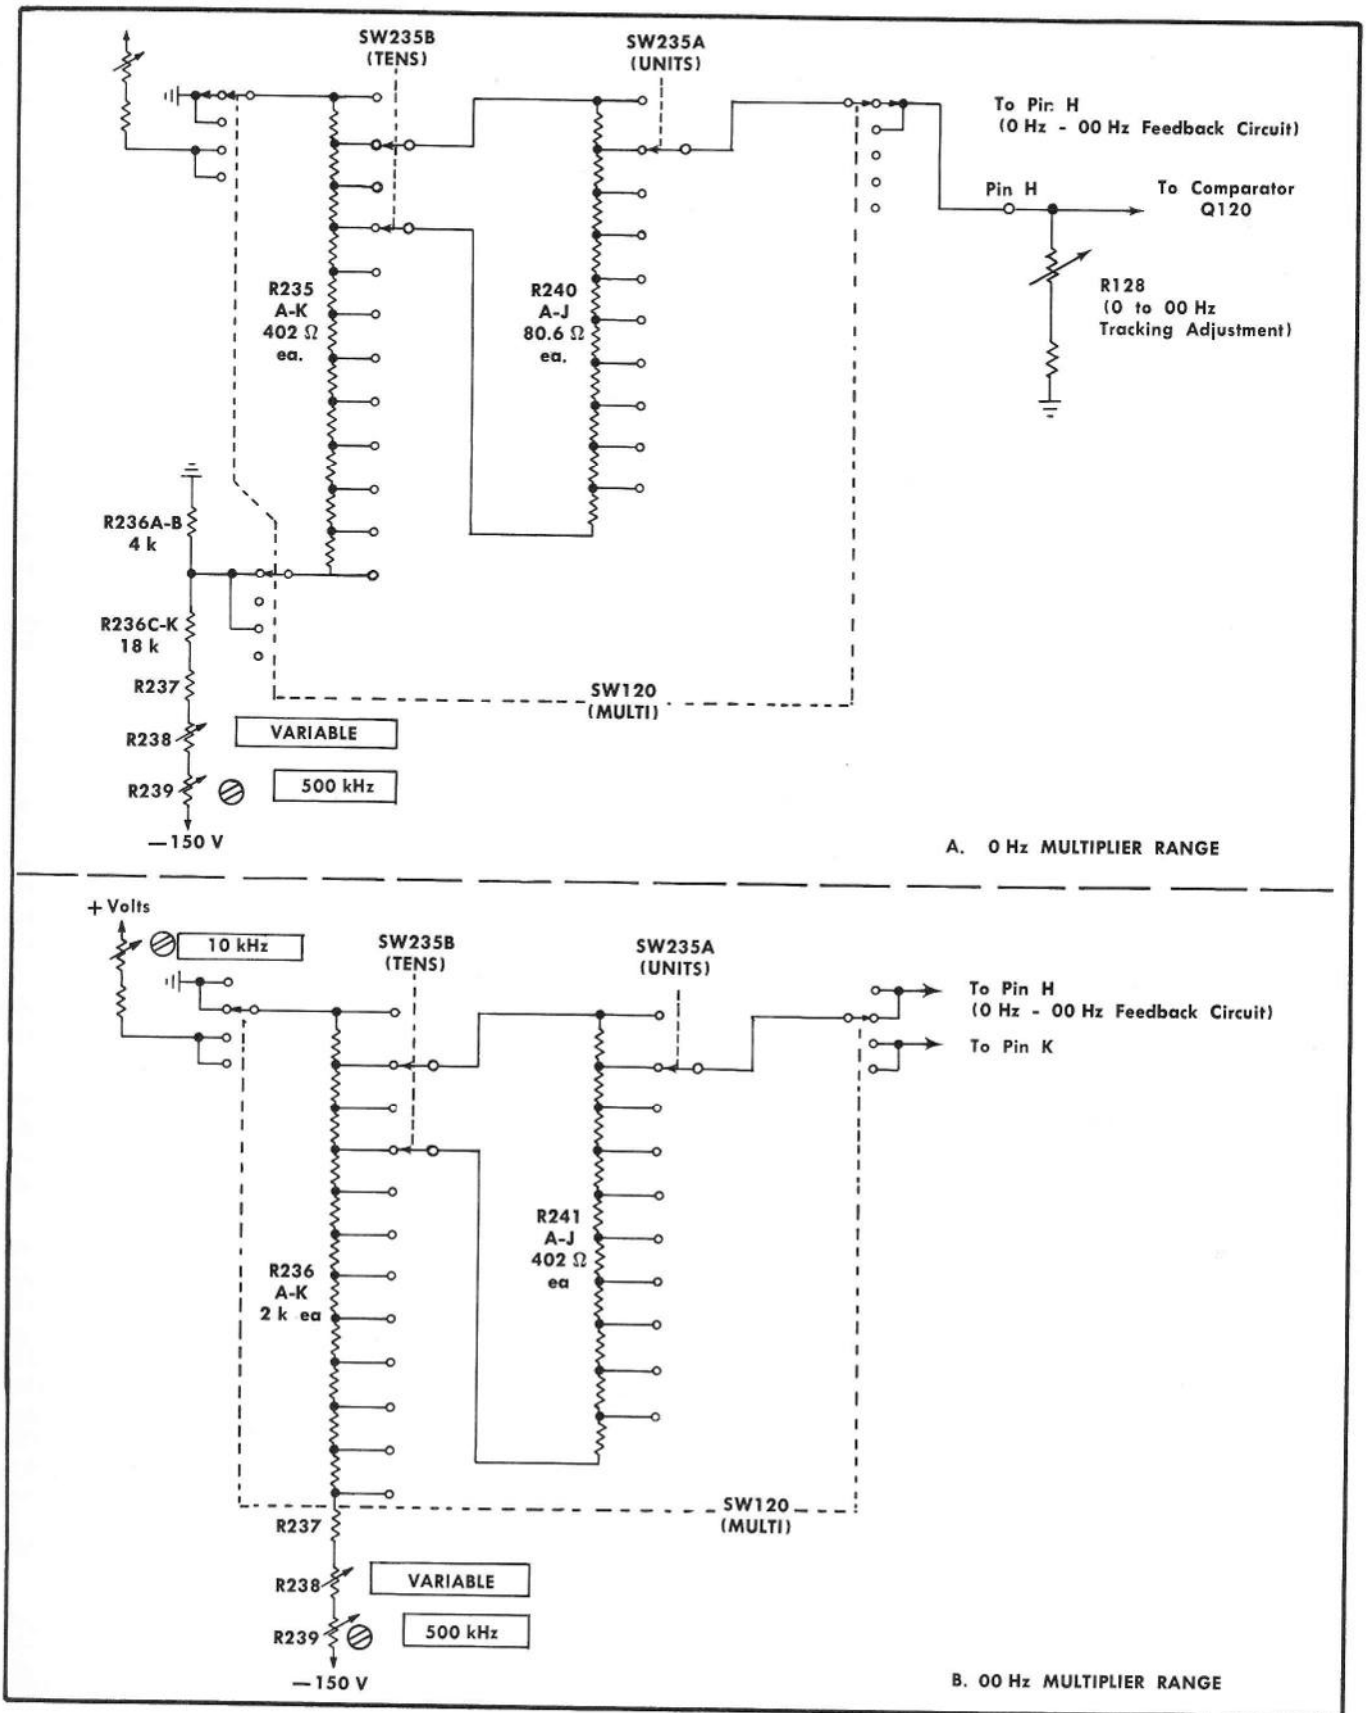 SW235B
(TENS)
SW235A
(UNITS)
To Pin H
(0 Hz - 00 Hz Feedback Circuit)
Pin H
To Comparator
Q120
R128
(0 to 00 Hz
Tracking Adjustment)
R235
A-K
402 Ω
ea.
R240
A-J
80.6 Ω
ea.
R236A-B
4 k
R236C-K
18 k
R237
R238
VARIABLE
R239
500 kHz
—150 V
SW120
(MULTI)
A. 0 Hz MULTIPLIER RANGE
+ Volts
10 kHz
SW235B
(TENS)
SW235A
(UNITS)
To Pin H
(0 Hz - 00 Hz Feedback Circuit)
To Pin K
R236
A-K
2 k ea
R241
A-J
402 Ω
ea
SW120
(MULTI)
R237
R238
VARIABLE
R239
500 kHz
—150 V
B. 00 Hz MULTIPLIER RANGE